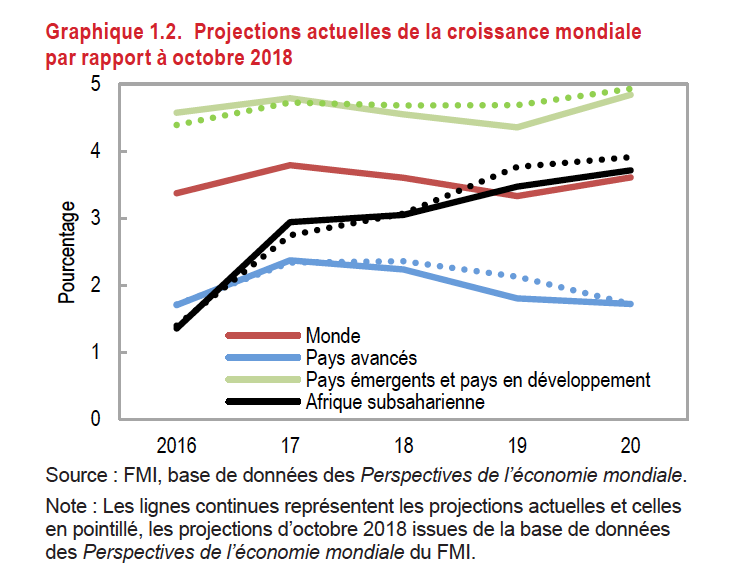 Graphique 1.2. Projections actuelles de la croissance mondiale
par rapport à octobre 2018
5
4
3
2
1
0
Pourcentage
Monde
Pays avancés
Pays émergents et pays en développement
Afrique subsaharienne
2016 17 18 19 20
Source : FMI, base de données des Perspectives de l'économie mondiale.
Note : Les lignes continues représentent les projections actuelles et celles
en pointillé, les projections d'octobre 2018 issues de la base de données
des Perspectives de l'économie mondiale du FMI.